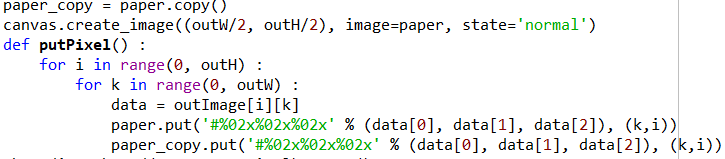 paper_copy = paper.copy()
canvas.create_image((outW/2, outH/2), image=paper, state='normal')
def putPixel() :
    for i in range(0, outH) :
        for k in range(0, outW) :
            data = outImage[i][k]
            paper.put('#%02x%02x%02x' % (data[0], data[1], data[2]), (k,i))
            paper_copy.put('#%02x%02x%02x' % (data[0], data[1], data[2]), (k,i))